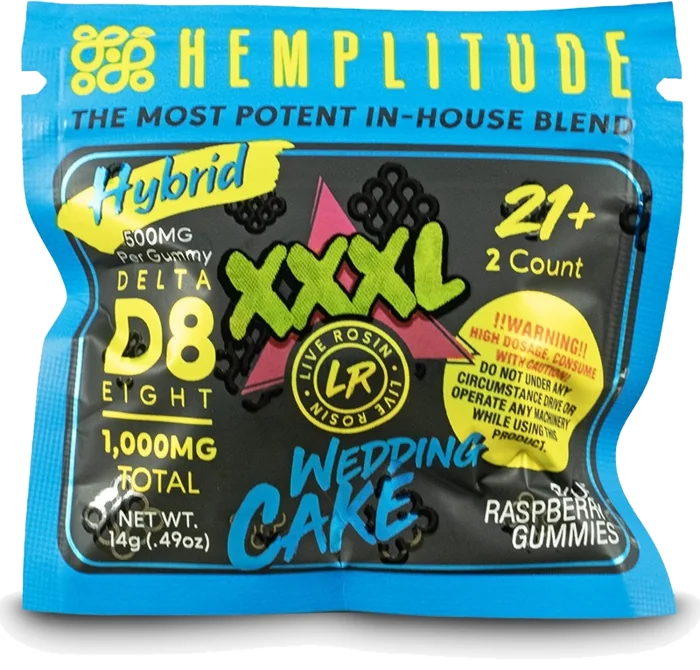 HEMPLITUDE
THE MOST POTENT IN-HOUSE BLEND
Hybrid
500MG
Per Gummy
DELTA
D8
EIGHT
1,000MG
TOTAL
NET WT.
14g (.49oz)
XXXL
LIVE ROSIN • LIVE ROSIN •
LR
WEDDING
CAKE
21+
2 Count
!!WARNING!!
HIGH DOSAGE, CONSUME
WITH CAUTION!
DO NOT UNDER ANY
CIRCUMSTANCE DRIVE OR
OPERATE ANY MACHINERY
WHILE USING THIS
PRODUCT.
RASPBERRY
GUMMIES